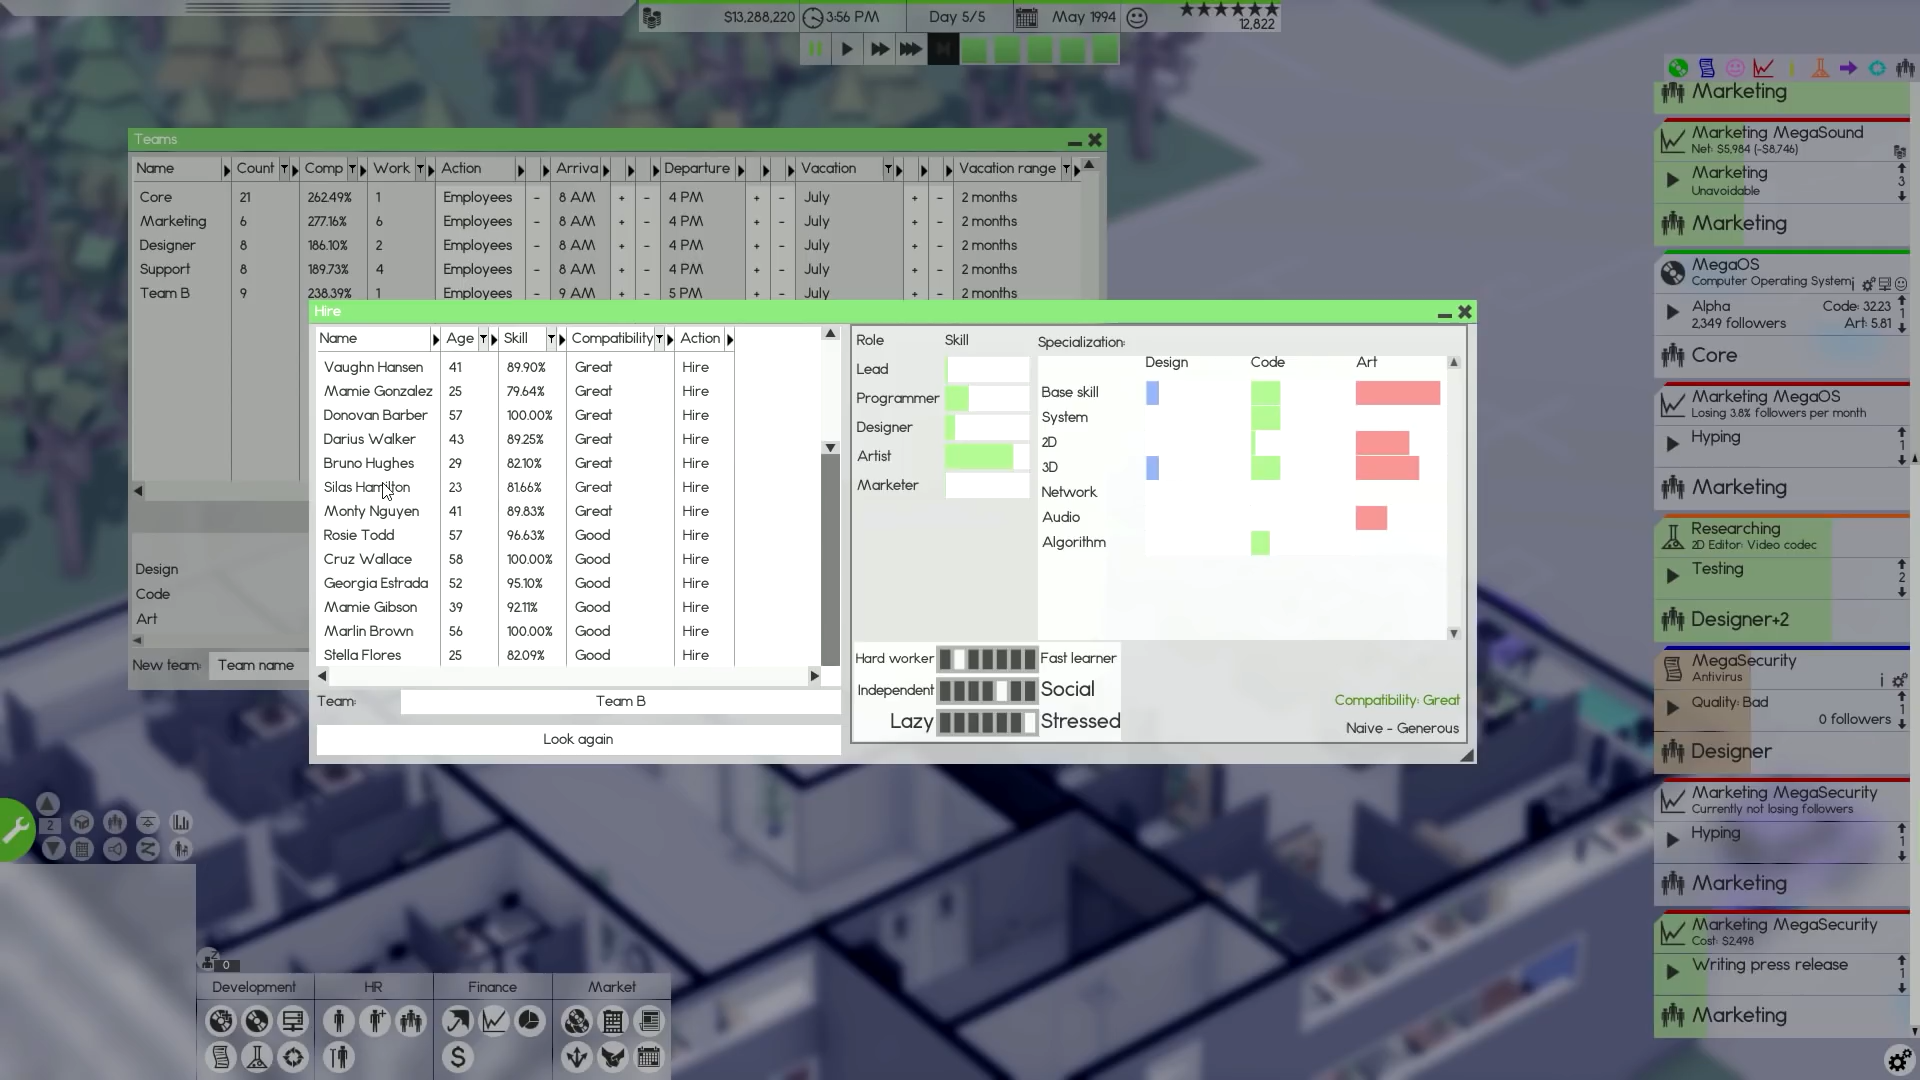 $13,288,220
3:56 PM
Day 5/5
May 1994
12,822
Teams
Name Count Comp Work Action Arriva Departure Vacation Vacation range
Core 21 262.49% 1 Employees - 8 AM + - 4 PM + - July + - 2 months
Marketing 6 277.16% 6 Employees - 8 AM + - 4 PM + - July + - 2 months
Designer 8 186.10% 2 Employees - 8 AM + - 4 PM + - July + - 2 months
Support 8 189.73% 4 Employees - 8 AM + - 4 PM + - July + - 2 months
Team B 9 238.39% 1 Employees - 9 AM + - 5 PM + - July + - 2 months
Design
Code
Art
New team: Team name
Hire
Name Age Skill Compatibility Action
Vaughn Hansen 41 89.90% Great Hire
Mamie Gonzalez 25 79.64% Great Hire
Donovan Barber 57 100.00% Great Hire
Darius Walker 43 89.25% Great Hire
Bruno Hughes 29 82.10% Great Hire
Silas Hamilton 23 81.66% Great Hire
Monty Nguyen 41 89.83% Great Hire
Rosie Todd 57 96.63% Good Hire
Cruz Wallace 58 100.00% Good Hire
Georgia Estrada 52 95.10% Good Hire
Mamie Gibson 39 92.11% Good Hire
Marlin Brown 56 100.00% Good Hire
Stella Flores 25 82.09% Good Hire
Team: Team B
Look again
Role Skill
Lead
Programmer
Designer
Artist
Marketer
Specialization:
Design Code Art
Base skill
System
2D
3D
Network
Audio
Algorithm
Hard worker Fast learner
Independent Social
Lazy Stressed
Compatibility: Great
Naive - Generous
Marketing
Marketing MegaSound
Net: $5,984 (-$8,746)
Marketing 3
Unavoidable
Marketing
MegaOS
Computer Operating System
Alpha Code: 3223
2,349 followers Art: 5.81
1
Core
Marketing MegaOS
Losing 3.8% followers per month
Hyping 1
Marketing
Researching
2D Editor: Video codec
Testing 2
Designer+2
MegaSecurity
Antivirus
Quality: Bad 1
0 followers
Designer
Marketing MegaSecurity
Currently not losing followers
Hyping 1
Marketing
Marketing MegaSecurity
Cost: $2,498
Writing press release 1
Marketing
2
0
Development HR Finance Market